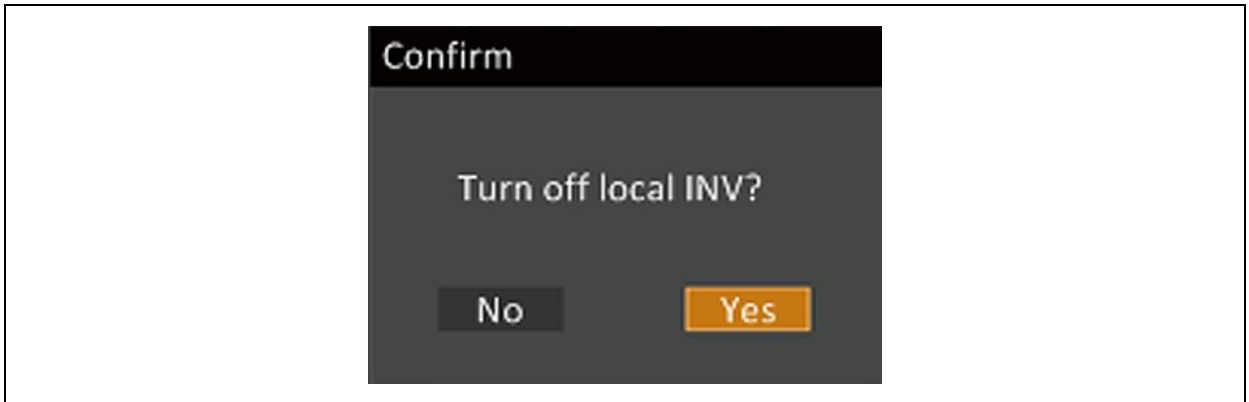 Confirm
Turn off local INV?
No Yes